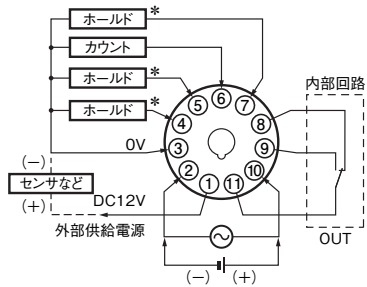 ホールド *
カウント
ホールド *
ホールド *
内部回路
5 6 7
4 8
3 9
2 10
1 11
0V
(−)
センサなど
(+)
DC12V
外部供給電源
OUT
(−) (+)